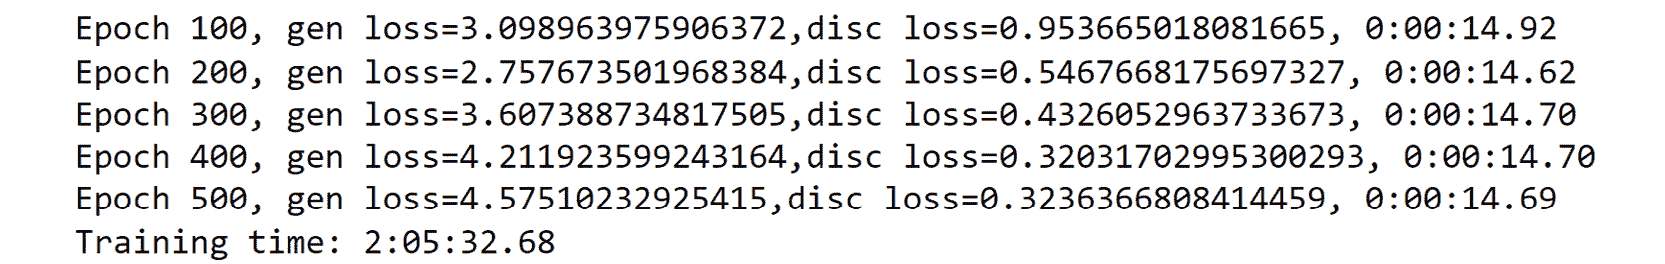 Epoch 100, gen loss=3.098963975906372,disc loss=0.953665018081665, 0:00:14.92
Epoch 200, gen loss=2.757673501968384,disc loss=0.5467668175697327, 0:00:14.62
Epoch 300, gen loss=3.607388734817505,disc loss=0.4326052963733673, 0:00:14.70
Epoch 400, gen loss=4.211923599243164,disc loss=0.32031702995300293, 0:00:14.70
Epoch 500, gen loss=4.57510232925415,disc loss=0.3236366808414459, 0:00:14.69
Training time: 2:05:32.68